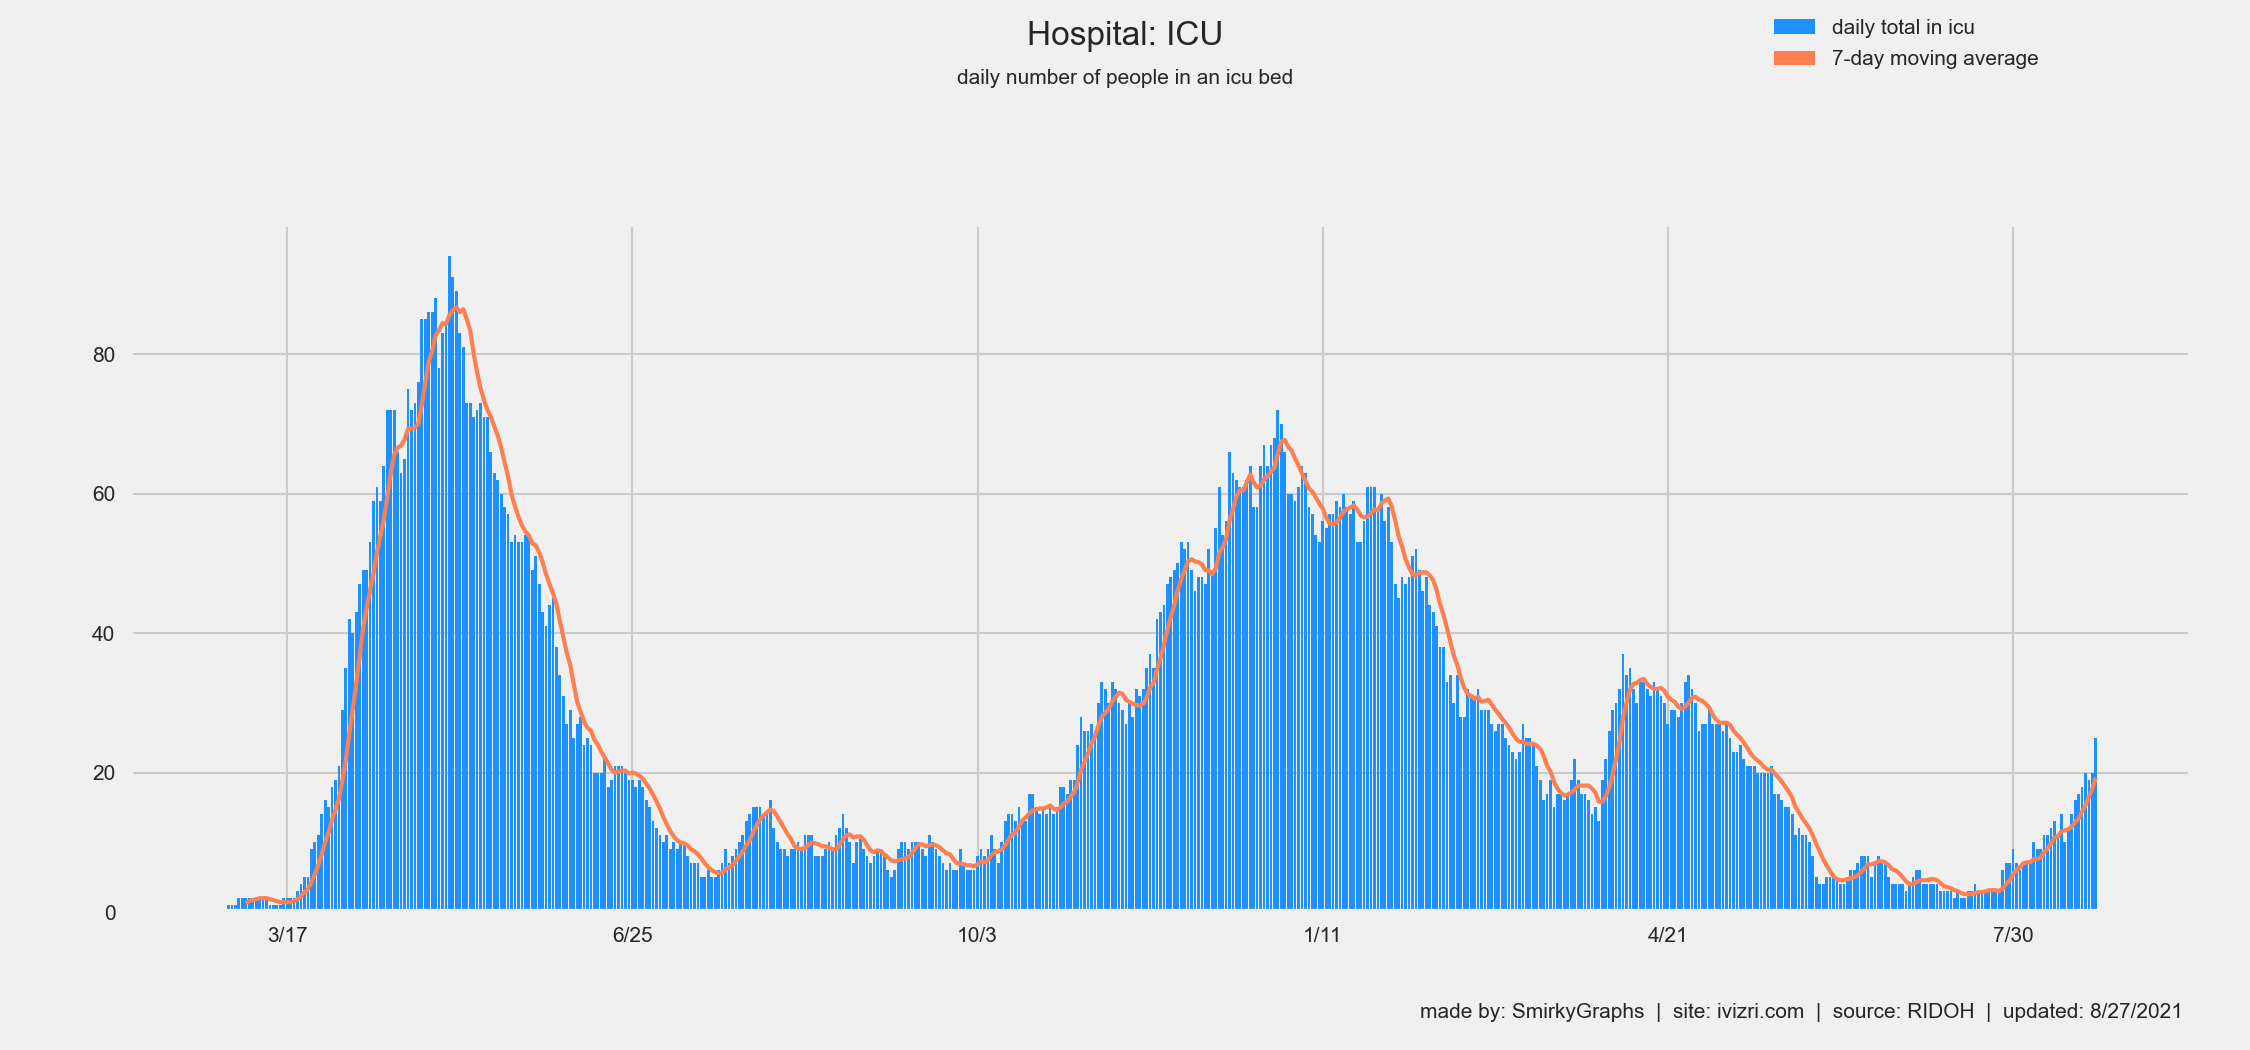 Hospital: ICU
daily number of people in an icu bed
daily total in icu
7-day moving average
80
60
40
20
0
3/17 6/25 10/3 1/11 4/21 7/30
made by: SmirkyGraphs | site: ivizri.com | source: RIDOH | updated: 8/27/2021